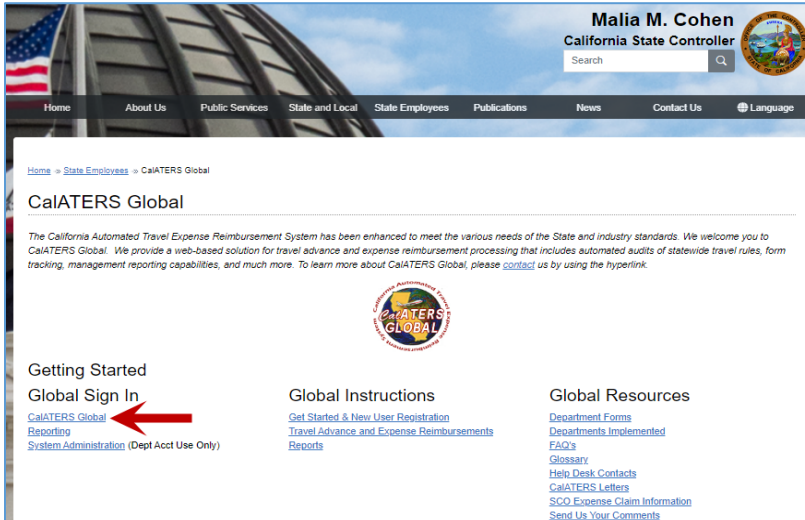 Malia M. Cohen
California State Controller
Search
Home About Us Public Services State and Local State Employees Publications News Contact Us Language
Home » State Employees » CalATERS Global
CalATERS Global
The California Automated Travel Expense Reimbursement System has been enhanced to meet the various needs of the State and industry standards. We welcome you to
CalATERS Global. We provide a web-based solution for travel advance and expense reimbursement processing that includes automated audits of statewide travel rules, form
tracking, management reporting capabilities, and much more. To learn more about CalATERS Global, please contact us by using the hyperlink.
California Automated Travel Expense Reimbursement System
CalATERS
GLOBAL
Getting Started
Global Sign In
CalATERS Global
Reporting
System Administration (Dept Acct Use Only)
Global Instructions
Get Started & New User Registration
Travel Advance and Expense Reimbursements
Reports
Global Resources
Department Forms
Departments Implemented
FAQ's
Glossary
Help Desk Contacts
CalATERS Letters
SCO Expense Claim Information
Send Us Your Comments